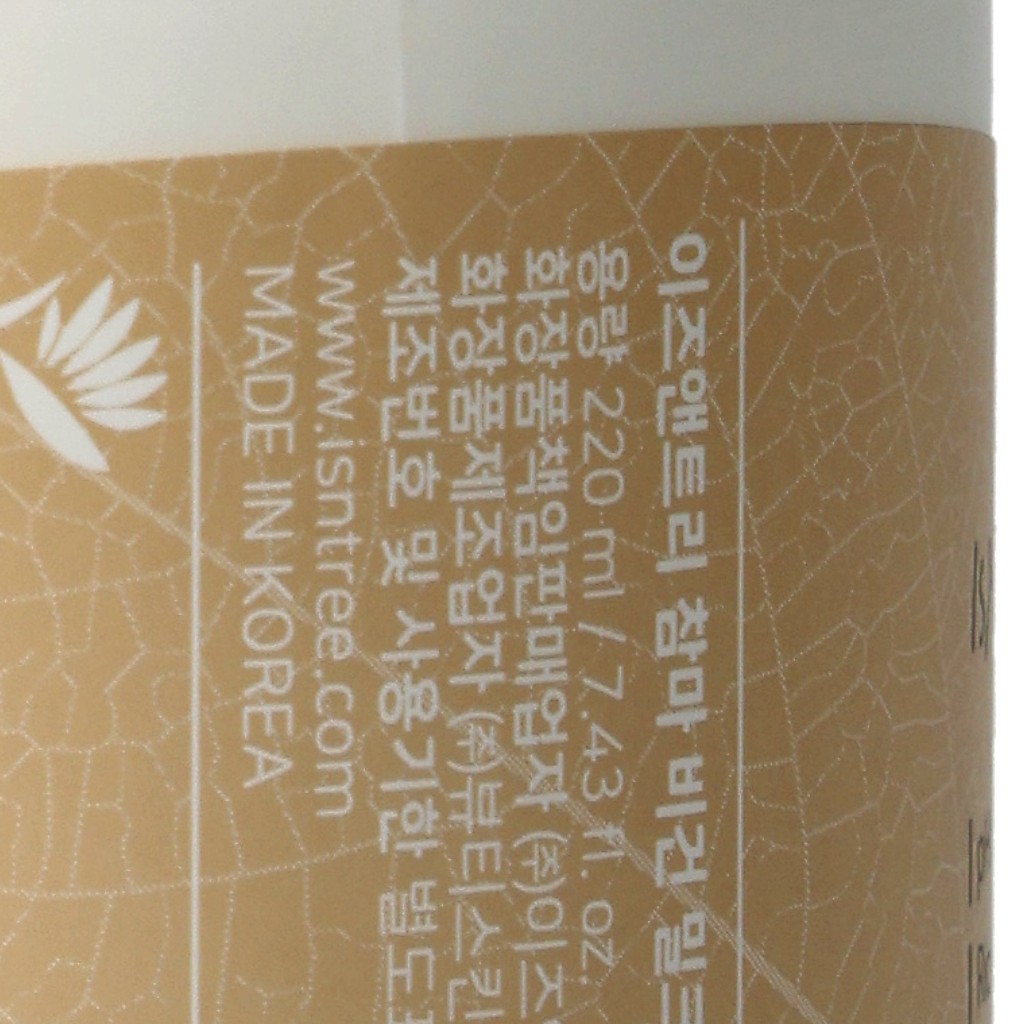 이즈앤트리 참마 비건 밀크
용량 220 ml / 7.43 fl. oz.
화장품책임판매업자 (주)이즈
화장품제조업자 (주)뷰티스킨
제조번호 및 사용기한 별도
www.isntree.com
MADE IN KOREA